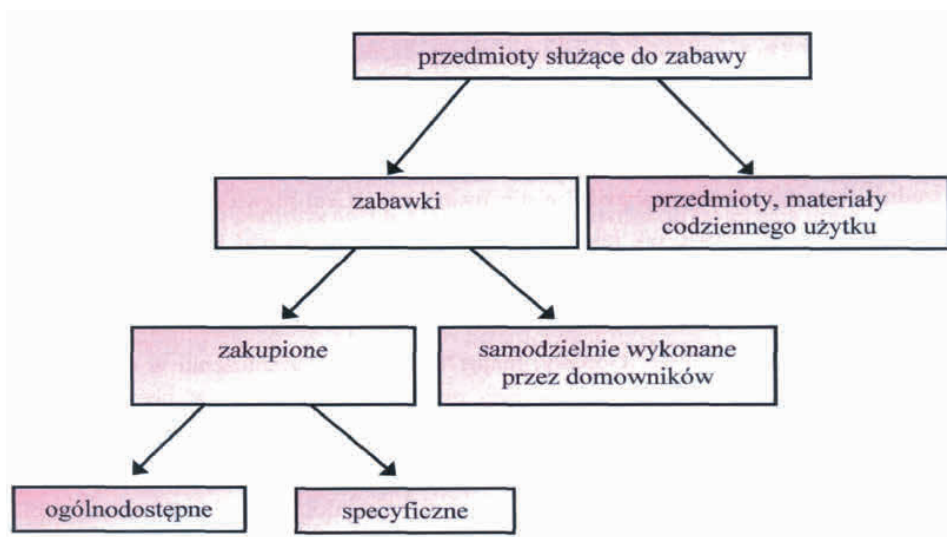 przedmioty służące do zabawy
zabawki
przedmioty, materiały
codziennego użytku
zakupione
samodzielnie wykonane
przez domowników
ogólnodostępne
specyficzne